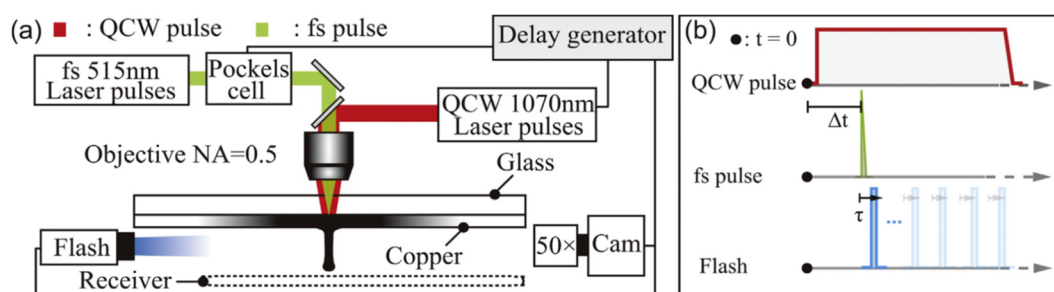 (a)
: QCW pulse
: fs pulse
Delay generator
fs 515nm
Laser pulses
Pockels
cell
QCW 1070nm
Laser pulses
Objective NA=0.5
Glass
Flash
Copper
50×
Cam
Receiver
(b)
: t = 0
QCW pulse
Δt
fs pulse
τ
...
Flash